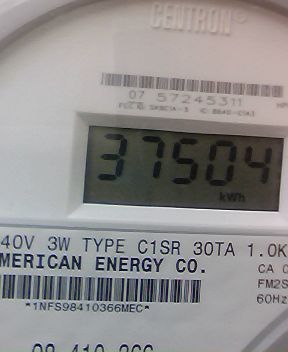 CENTRON®
07 57245311
37504
kWh
40V 3W TYPE C1SR 30TA 1.0K
MERICAN ENERGY CO.
CA 0
FM2S
60Hz
*1NFS98410366MEC*